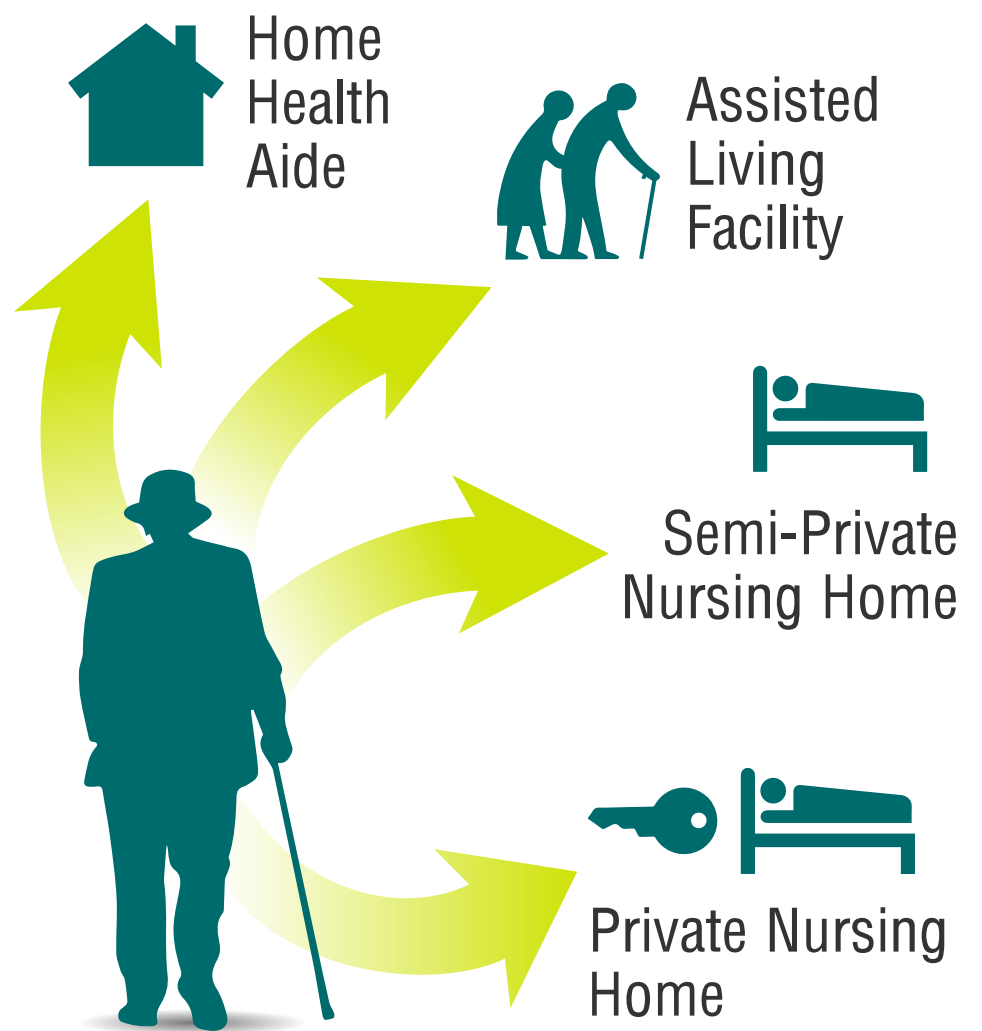 Home
Health
Aide
Assisted
Living
Facility
Semi-Private
Nursing Home
Private Nursing
Home